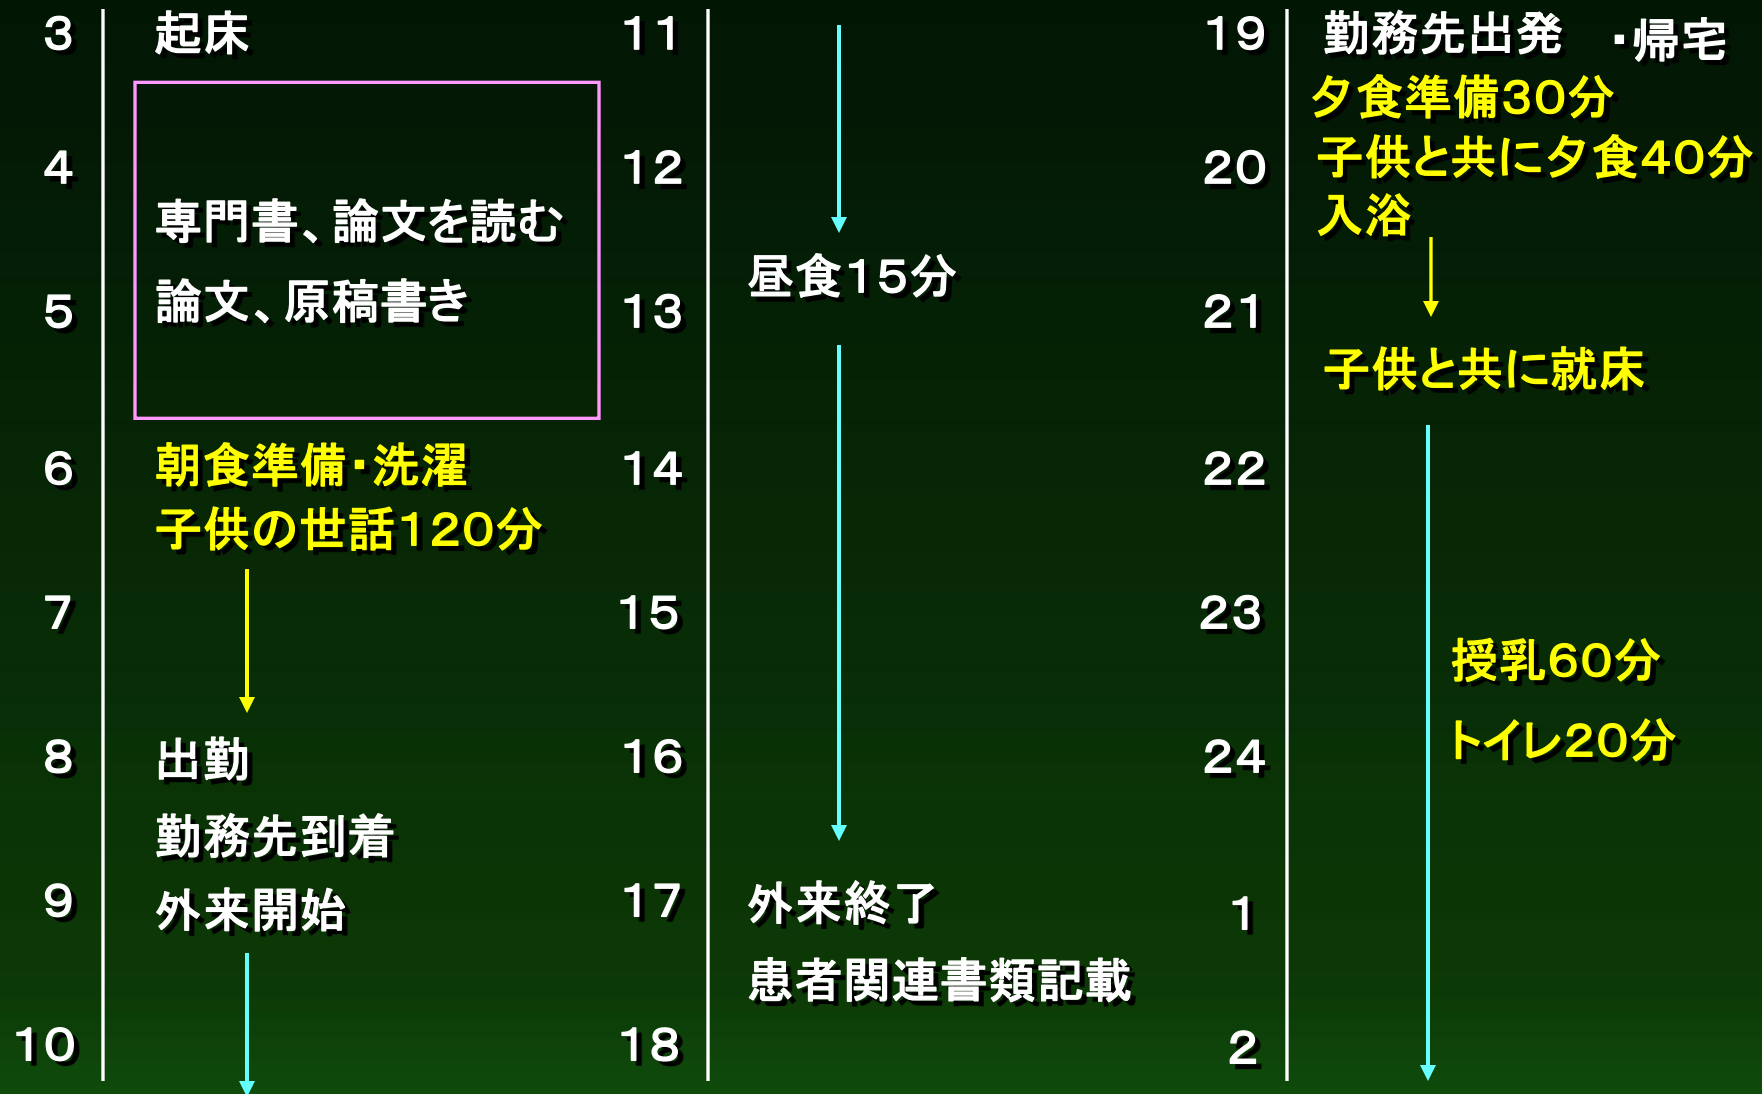 3 起床
4
専門書、論文を読む
5 論文、原稿書き
6 朝食準備・洗濯
子供の世話120分
7
8 出勤
勤務先到着
9 外来開始
10
11
12
昼食15分
13
14
15
16
17 外来終了
患者関連書類記載
18
19 勤務先出発 ・帰宅
夕食準備30分
20 子供と共に夕食40分
入浴
21
子供と共に就床
22
23
授乳60分
24 トイレ20分
1
2